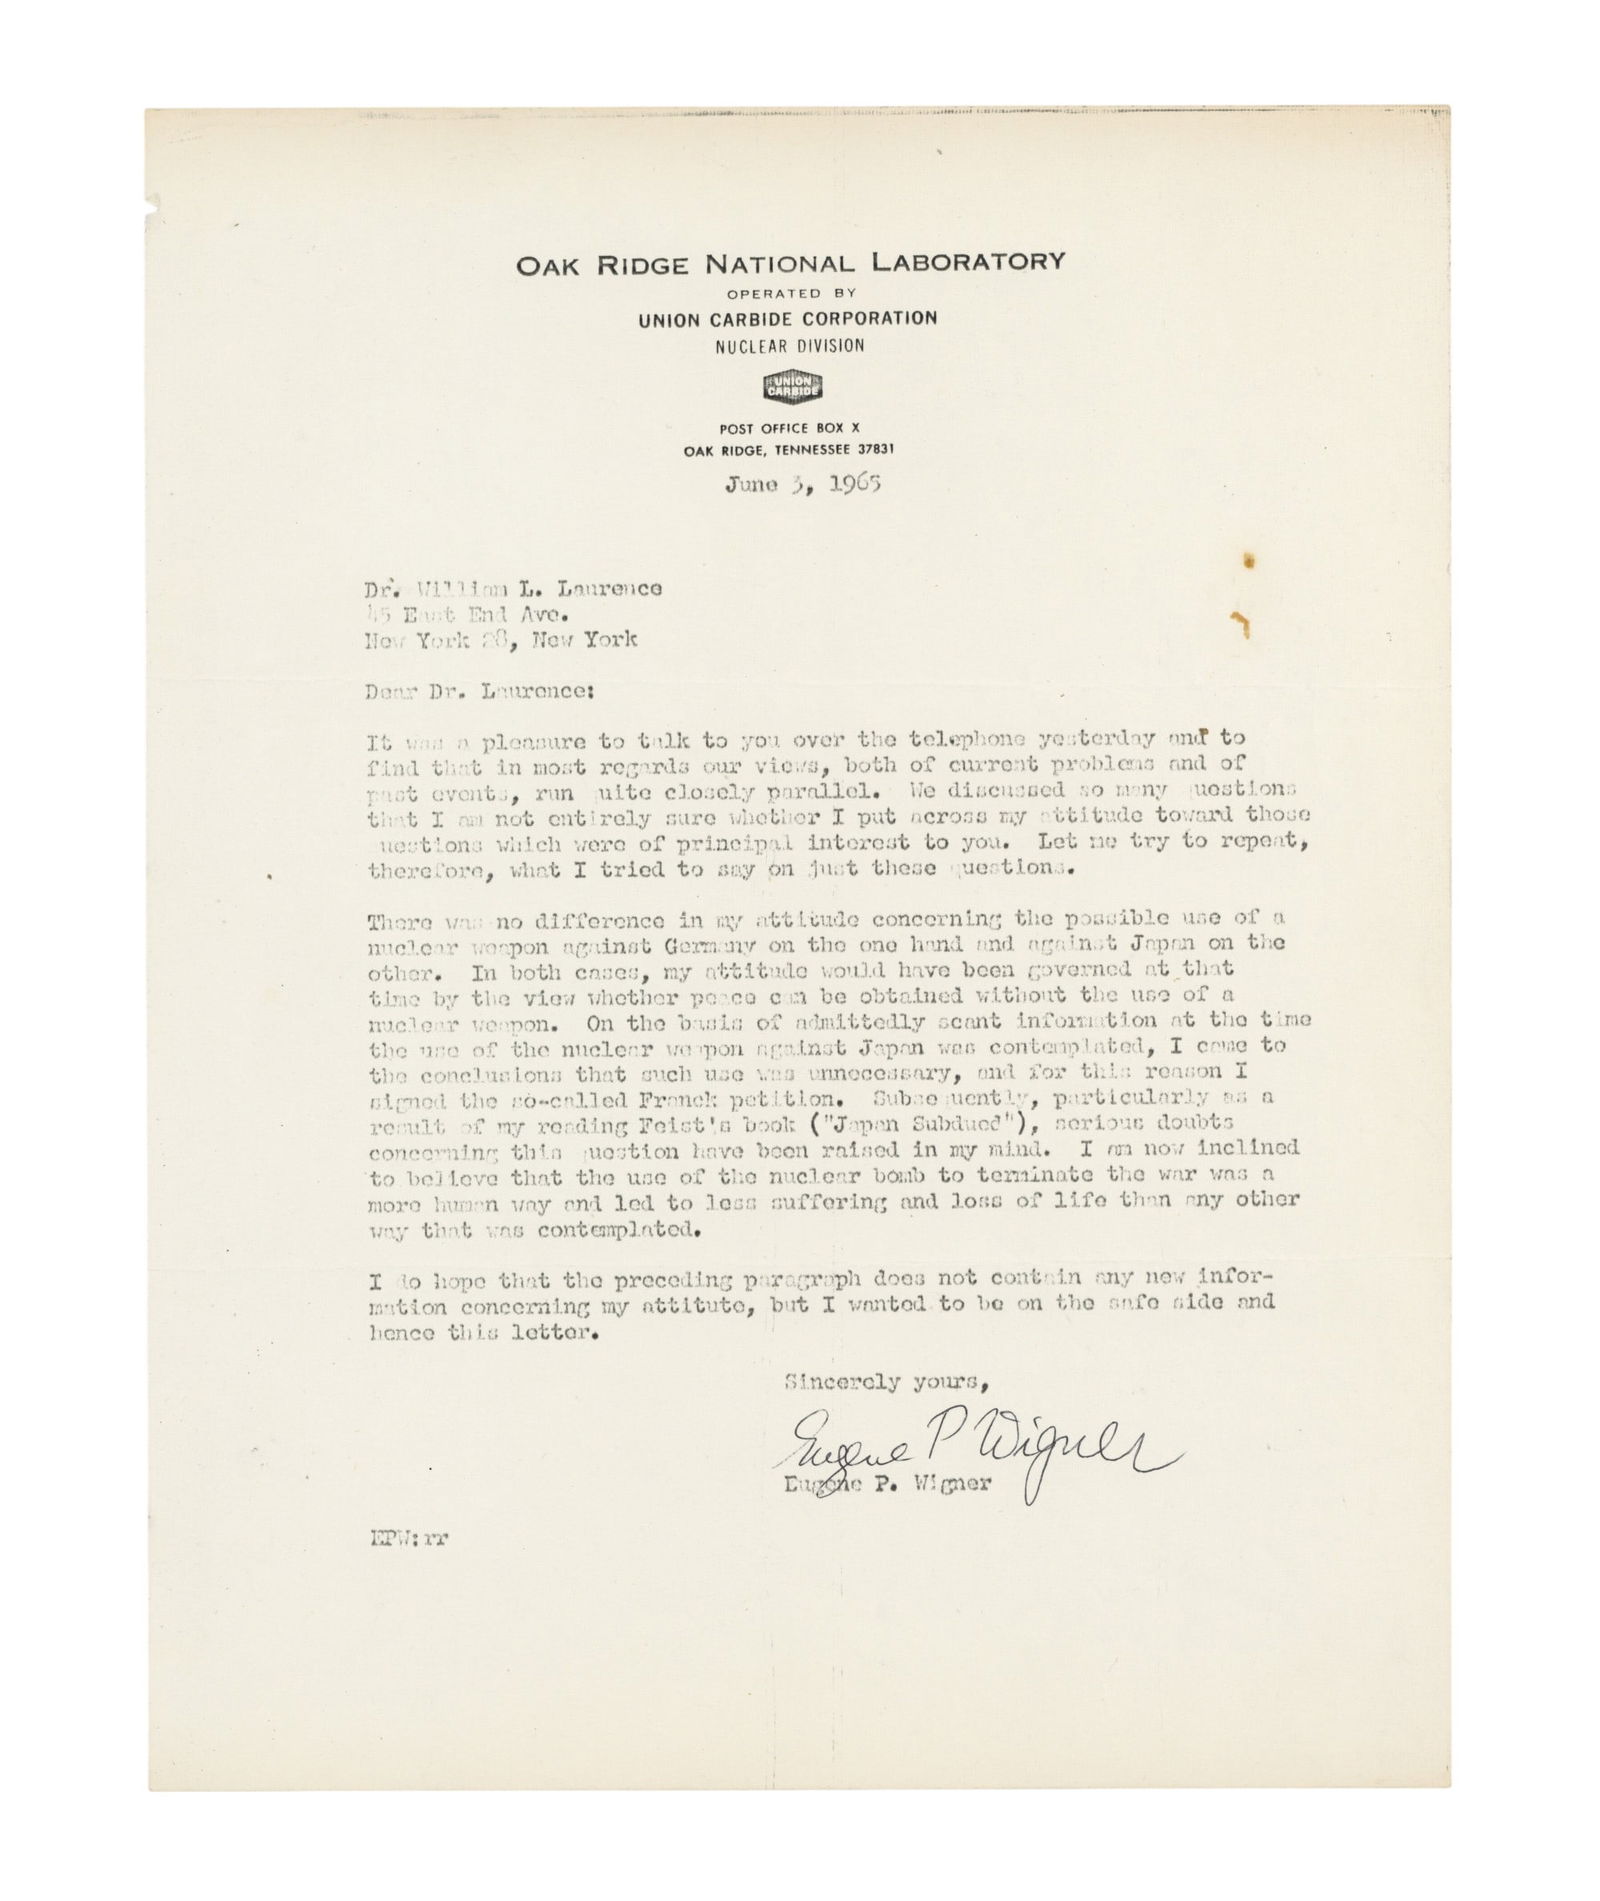 OAK RIDGE NATIONAL LABORATORY
OPERATED BY
UNION CARBIDE CORPORATION
NUCLEAR DIVISION
UNION
CARBIDE
POST OFFICE BOX X
OAK RIDGE, TENNESSEE 37831
June 3, 1965
Dr. William L. Laurence
45 East End Ave.
New York 28, New York
Dear Dr. Laurence:
It was a pleasure to talk to you over the telephone yesterday and to
find that in most regards our views, both of current problems and of
past events, run quite closely parallel. We discussed so many questions
that I am not entirely sure whether I put across my attitude toward those
questions which were of principal interest to you. Let me try to repeat,
therefore, what I tried to say on just these questions.
There was no difference in my attitude concerning the possible use of a
nuclear weapon against Germany on the one hand and against Japan on the
other. In both cases, my attitude would have been governed at that
time by the view whether peace can be obtained without the use of a
nuclear weapon. On the basis of admittedly scant information at the time
the use of the nuclear weapon against Japan was contemplated, I came to
the conclusions that such use was unnecessary, and for this reason I
signed the so-called Franck petition. Subsequently, particularly as a
result of my reading Feist's book ("Japan Subdued"), serious doubts
concerning this question have been raised in my mind. I am now inclined
to believe that the use of the nuclear bomb to terminate the war was a
more human way and led to less suffering and loss of life than any other
way that was contemplated.
I do hope that the preceding paragraph does not contain any new infor-
mation concerning my attitute, but I wanted to be on the safe side and
hence this letter.
Sincerely yours,
Eugene P Wigner
Eugene P. Wigner
EPW:rr